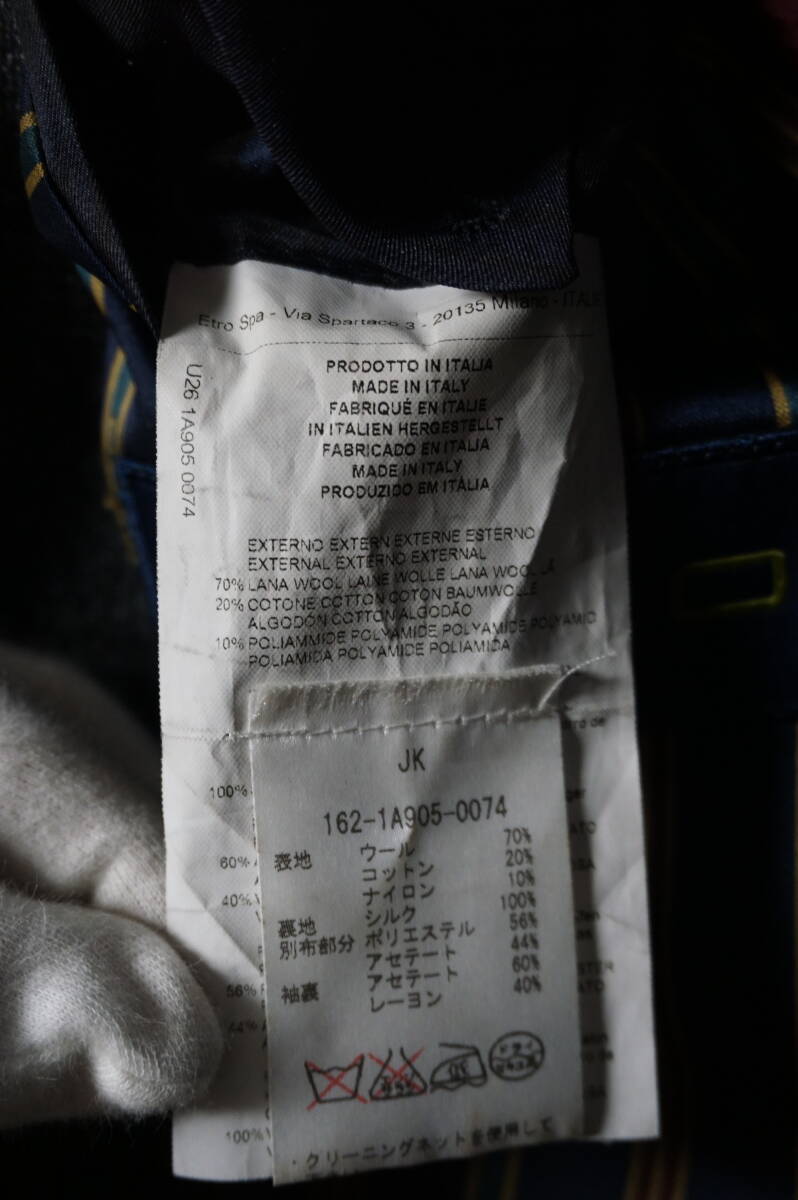 Etro Spa - Via Spartaco 3 - 20135 Milano - ITALIE
U26 1A905 0074
PRODOTTO IN ITALIA
MADE IN ITALY
FABRIQUÉ EN ITALIE
IN ITALIEN HERGESTELLT
FABRICADO EN ITALIA
MADE IN ITALY
PRODUZIDO EM ITÁLIA
EXTERNO EXTERN EXTERNE ESTERNO
EXTERNAL EXTERNO EXTERNAL
70% LANA WOOL LAINE WOLLE LANA WOOL LÃ
20% COTONE COTTON COTON BAUMWOLLE
ALGODÓN COTTON ALGODÃO
10% POLIAMMIDE POLYAMIDE POLYAMIDE POLYAMID
POLIAMIDA POLYAMIDE POLIAMIDA
JK
162-1A905-0074
表地 ウール 70%
コットン 20%
ナイロン 10%
裏地 シルク 100%
別布部分 ポリエステル 56%
アセテート 44%
袖裏 アセテート 60%
レーヨン 40%
ドライ
・クリーニングネットを使用して
100%
60%
40%
56%
44%
100%